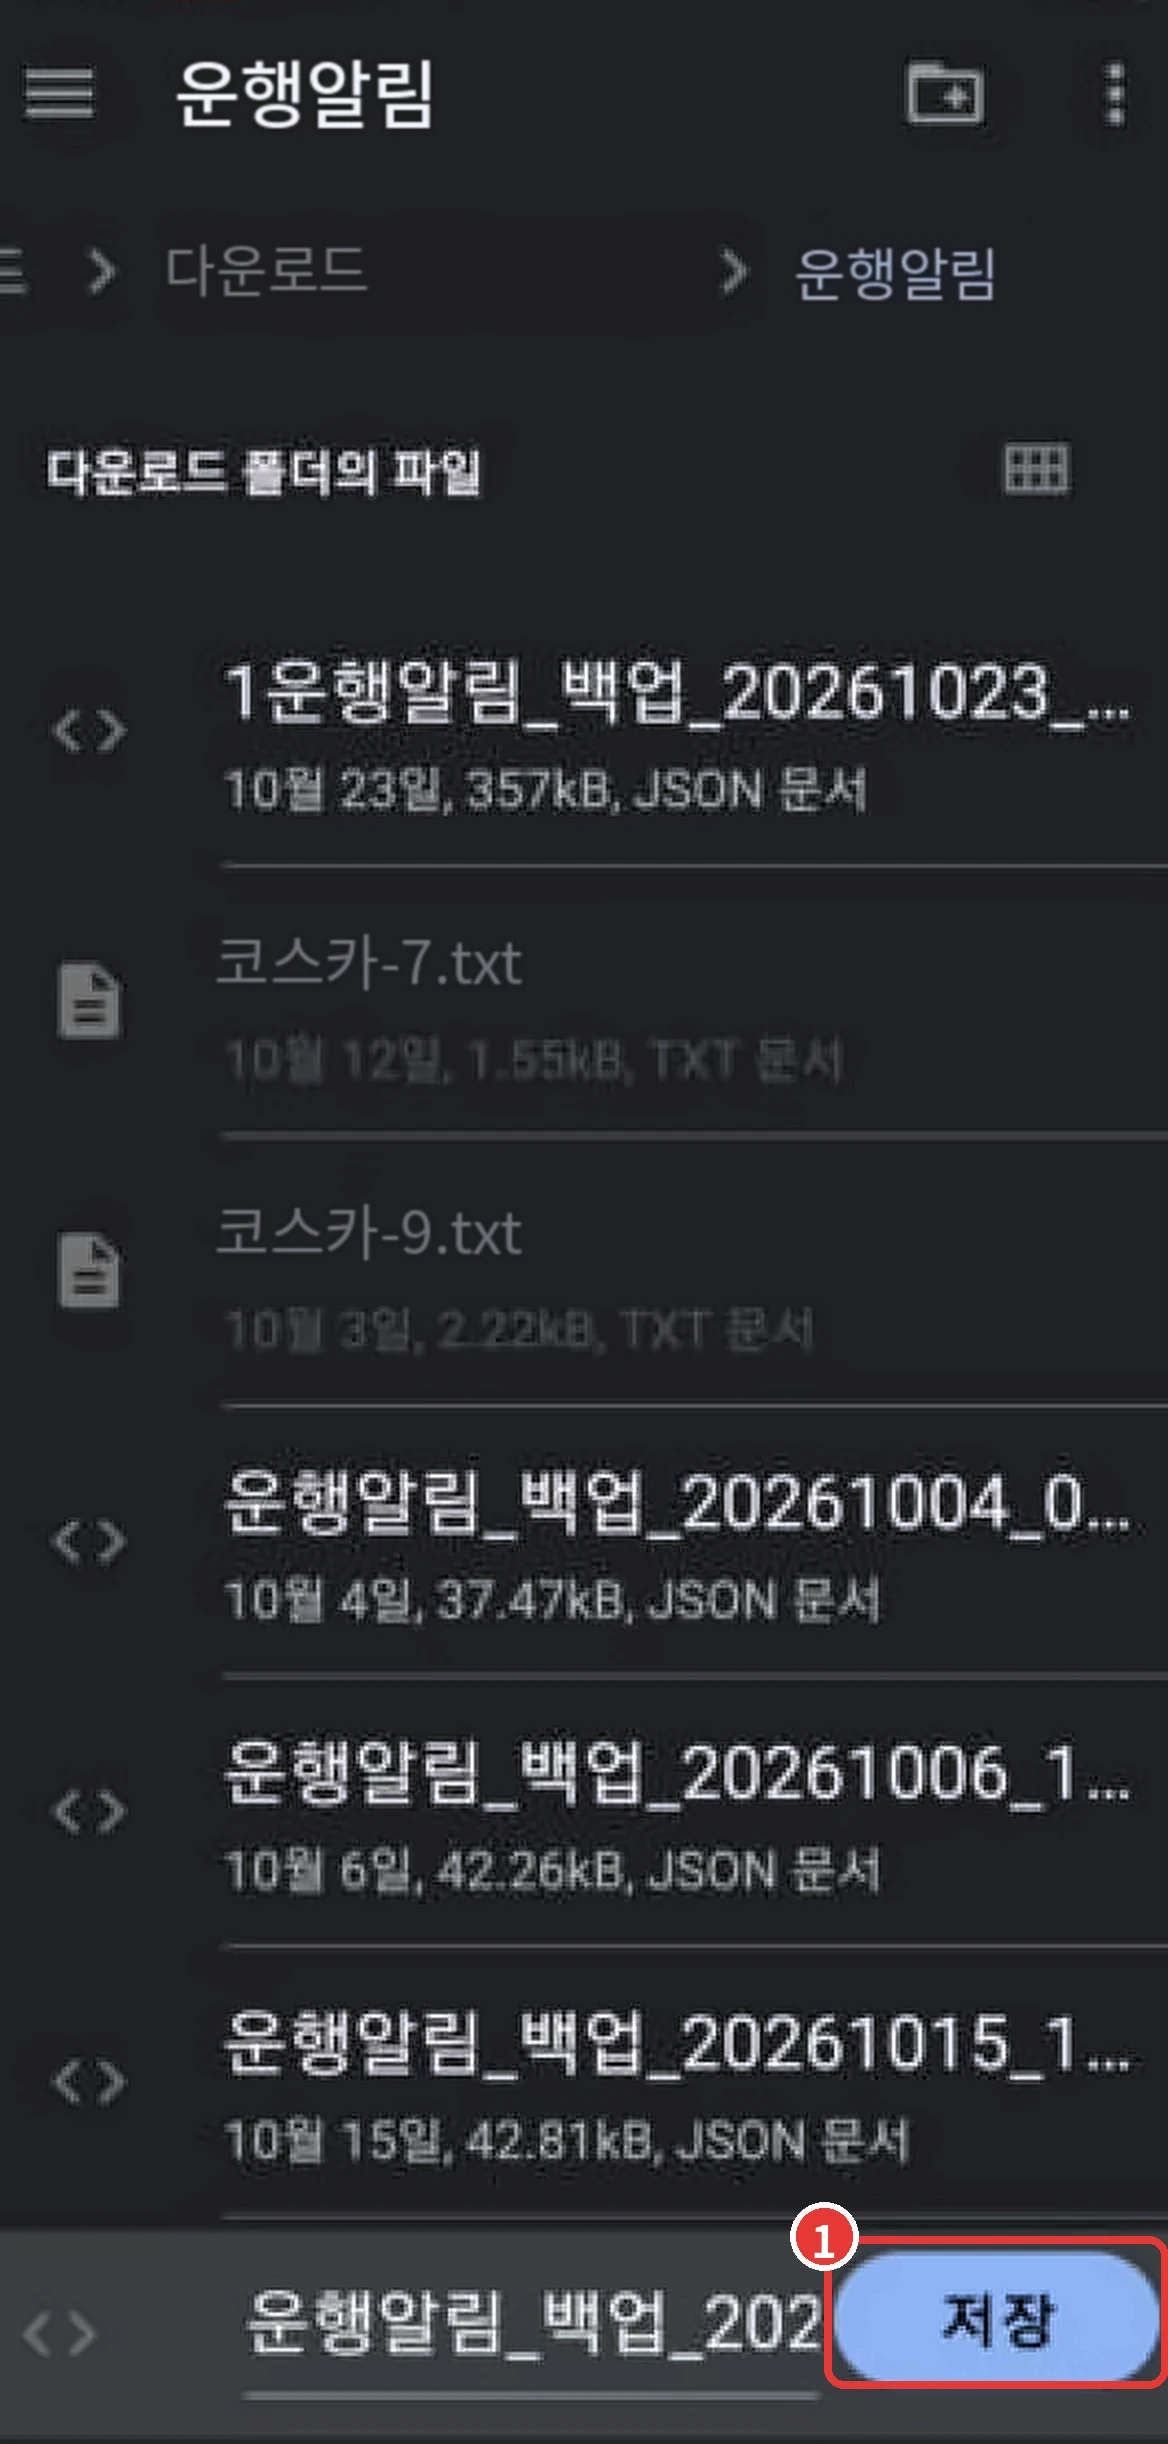 운행알림
다운로드 운행알림
다운로드 폴더의 파일
1운행알림_백업_20261023_...
10월 23일, 357kB, JSON 문서
코스카-7.txt
10월 12일, 1.55kB, TXT 문서
코스카-9.txt
10월 3일, 2.22kB, TXT 문서
운행알림_백업_20261004_0...
10월 4일, 37.47kB, JSON 문서
운행알림_백업_20261006_1...
10월 6일, 42.26kB, JSON 문서
운행알림_백업_20261015_1...
10월 15일, 42.81kB, JSON 문서
1
운행알림_백업_202 저장